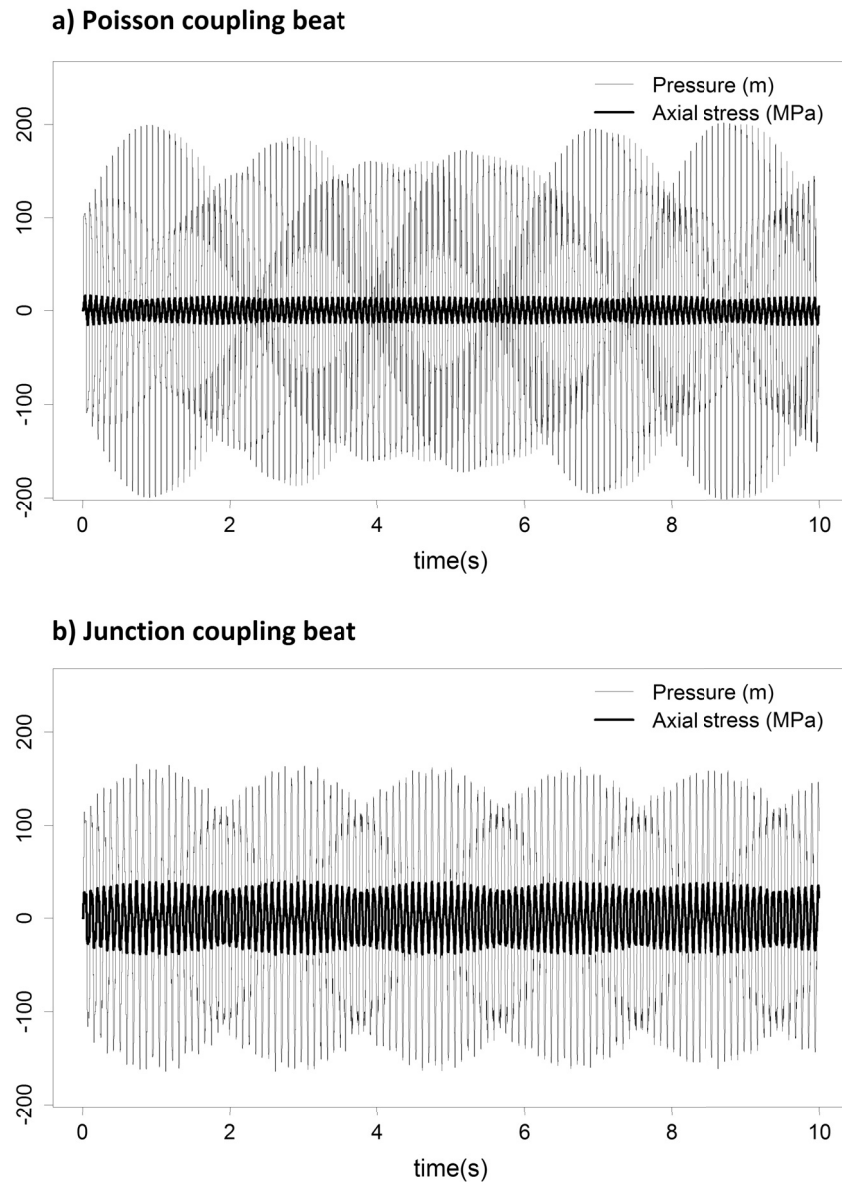 a) Poisson coupling beat
Pressure (m)
Axial stress (MPa)
200
100
0
-100
-200
0 2 4 6 8 10
time(s)
b) Junction coupling beat
Pressure (m)
Axial stress (MPa)
200
100
0
-100
-200
0 2 4 6 8 10
time(s)